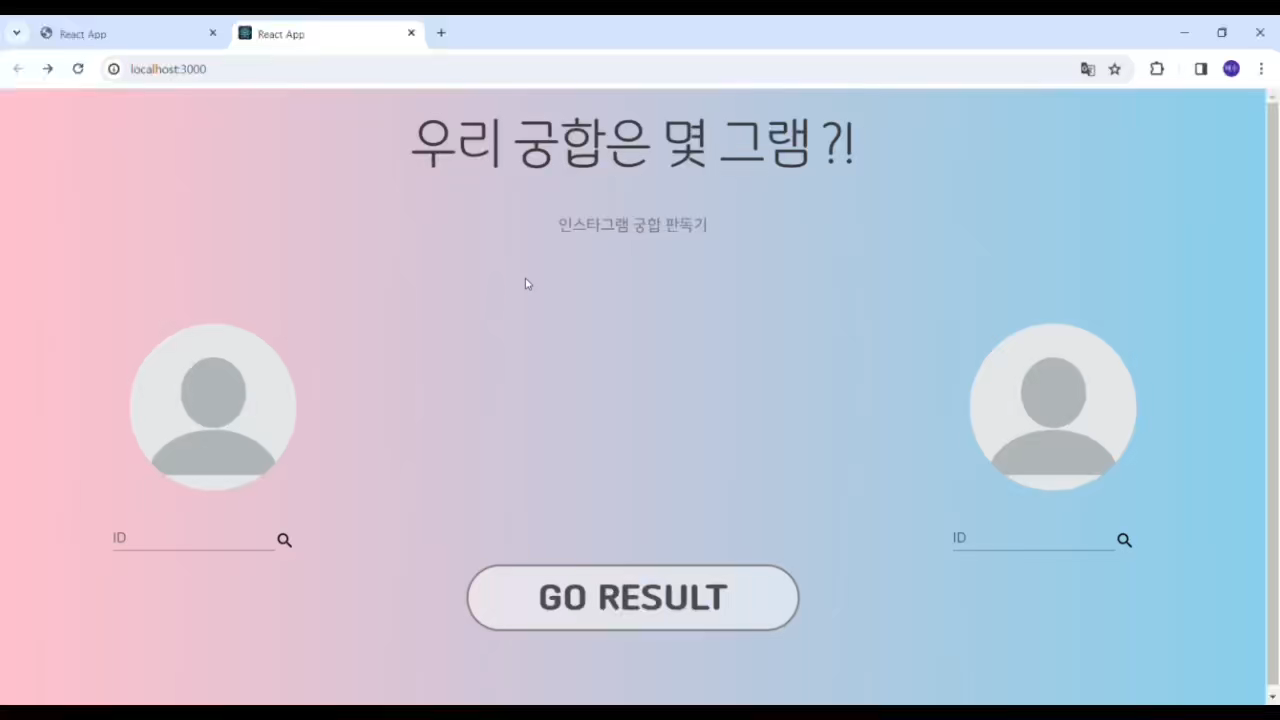 React App
React App
localhost:3000
우리 궁합은 몇 그램 ?!
인스타그램 궁합 판독기
ID
ID
GO RESULT